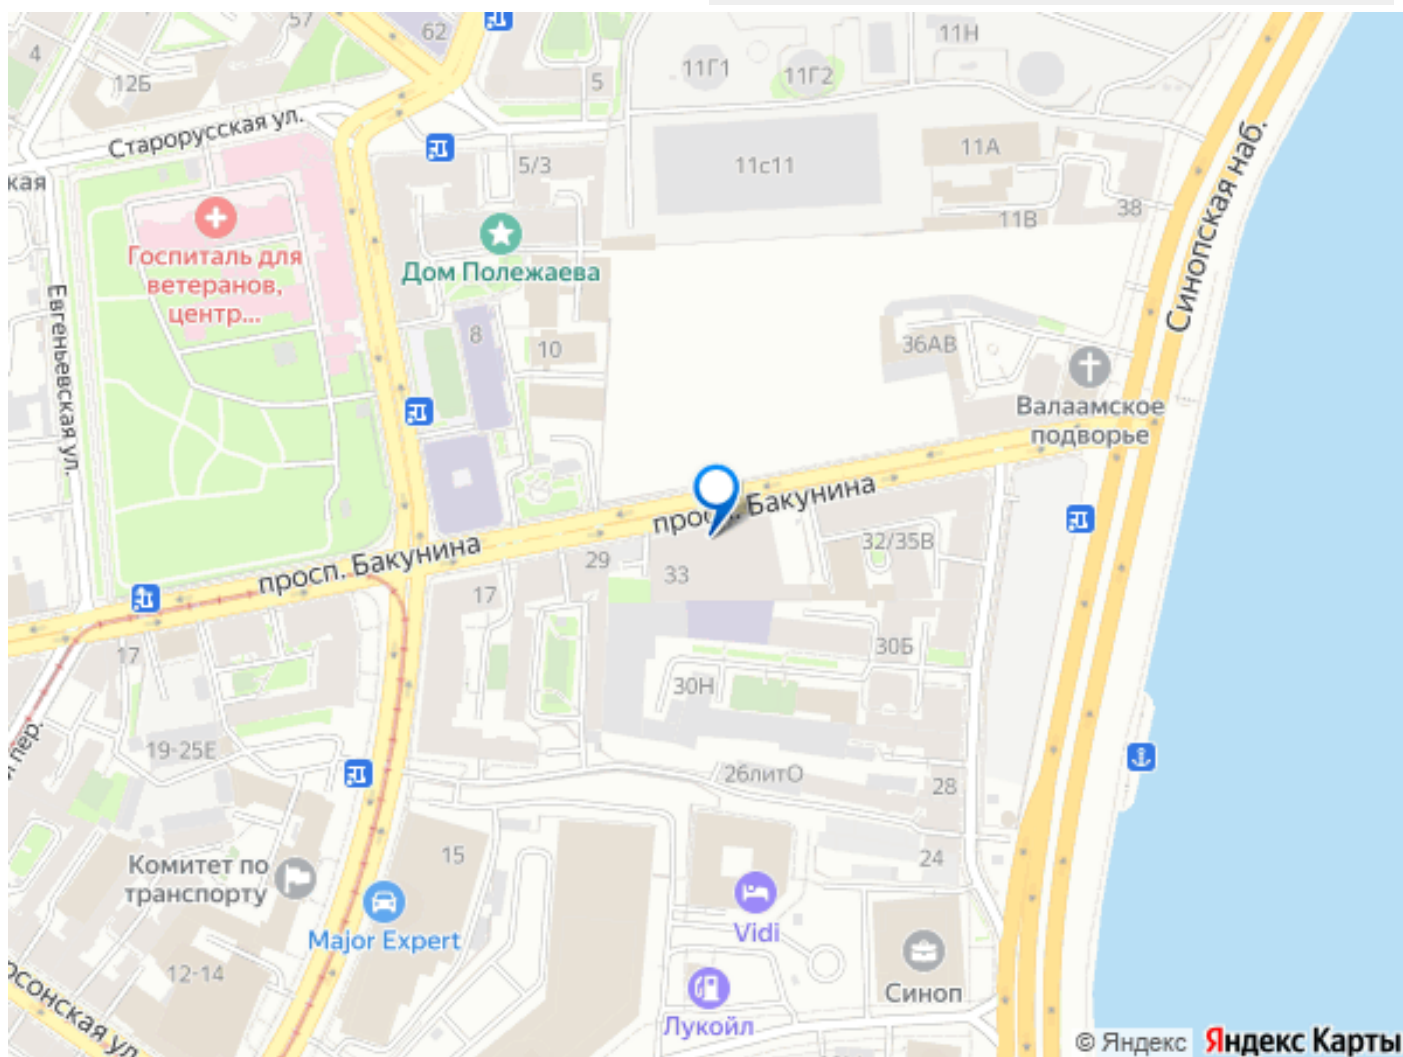 57
62
11Н
4
12Б
5
11Г1
11Г2
Старорусская ул.
Синопская наб.
5/3
11с11
11А
кая
11В
38
Госпиталь для
ветеранов,
центр...
Дом Полежаева
Евгеньевская ул.
8
10
36АВ
Валаамское
подворье
просп. Бакунина
просп. Бакунина
29
33
32/35В
17
17
30Б
30Н
пер.
19-25Е
26литО
28
Комитет по
транспорту
15
24
Major Expert
Vidi
12-14
Синоп
Лукойл
рсонская ул.
© Яндекс Яндекс Карты